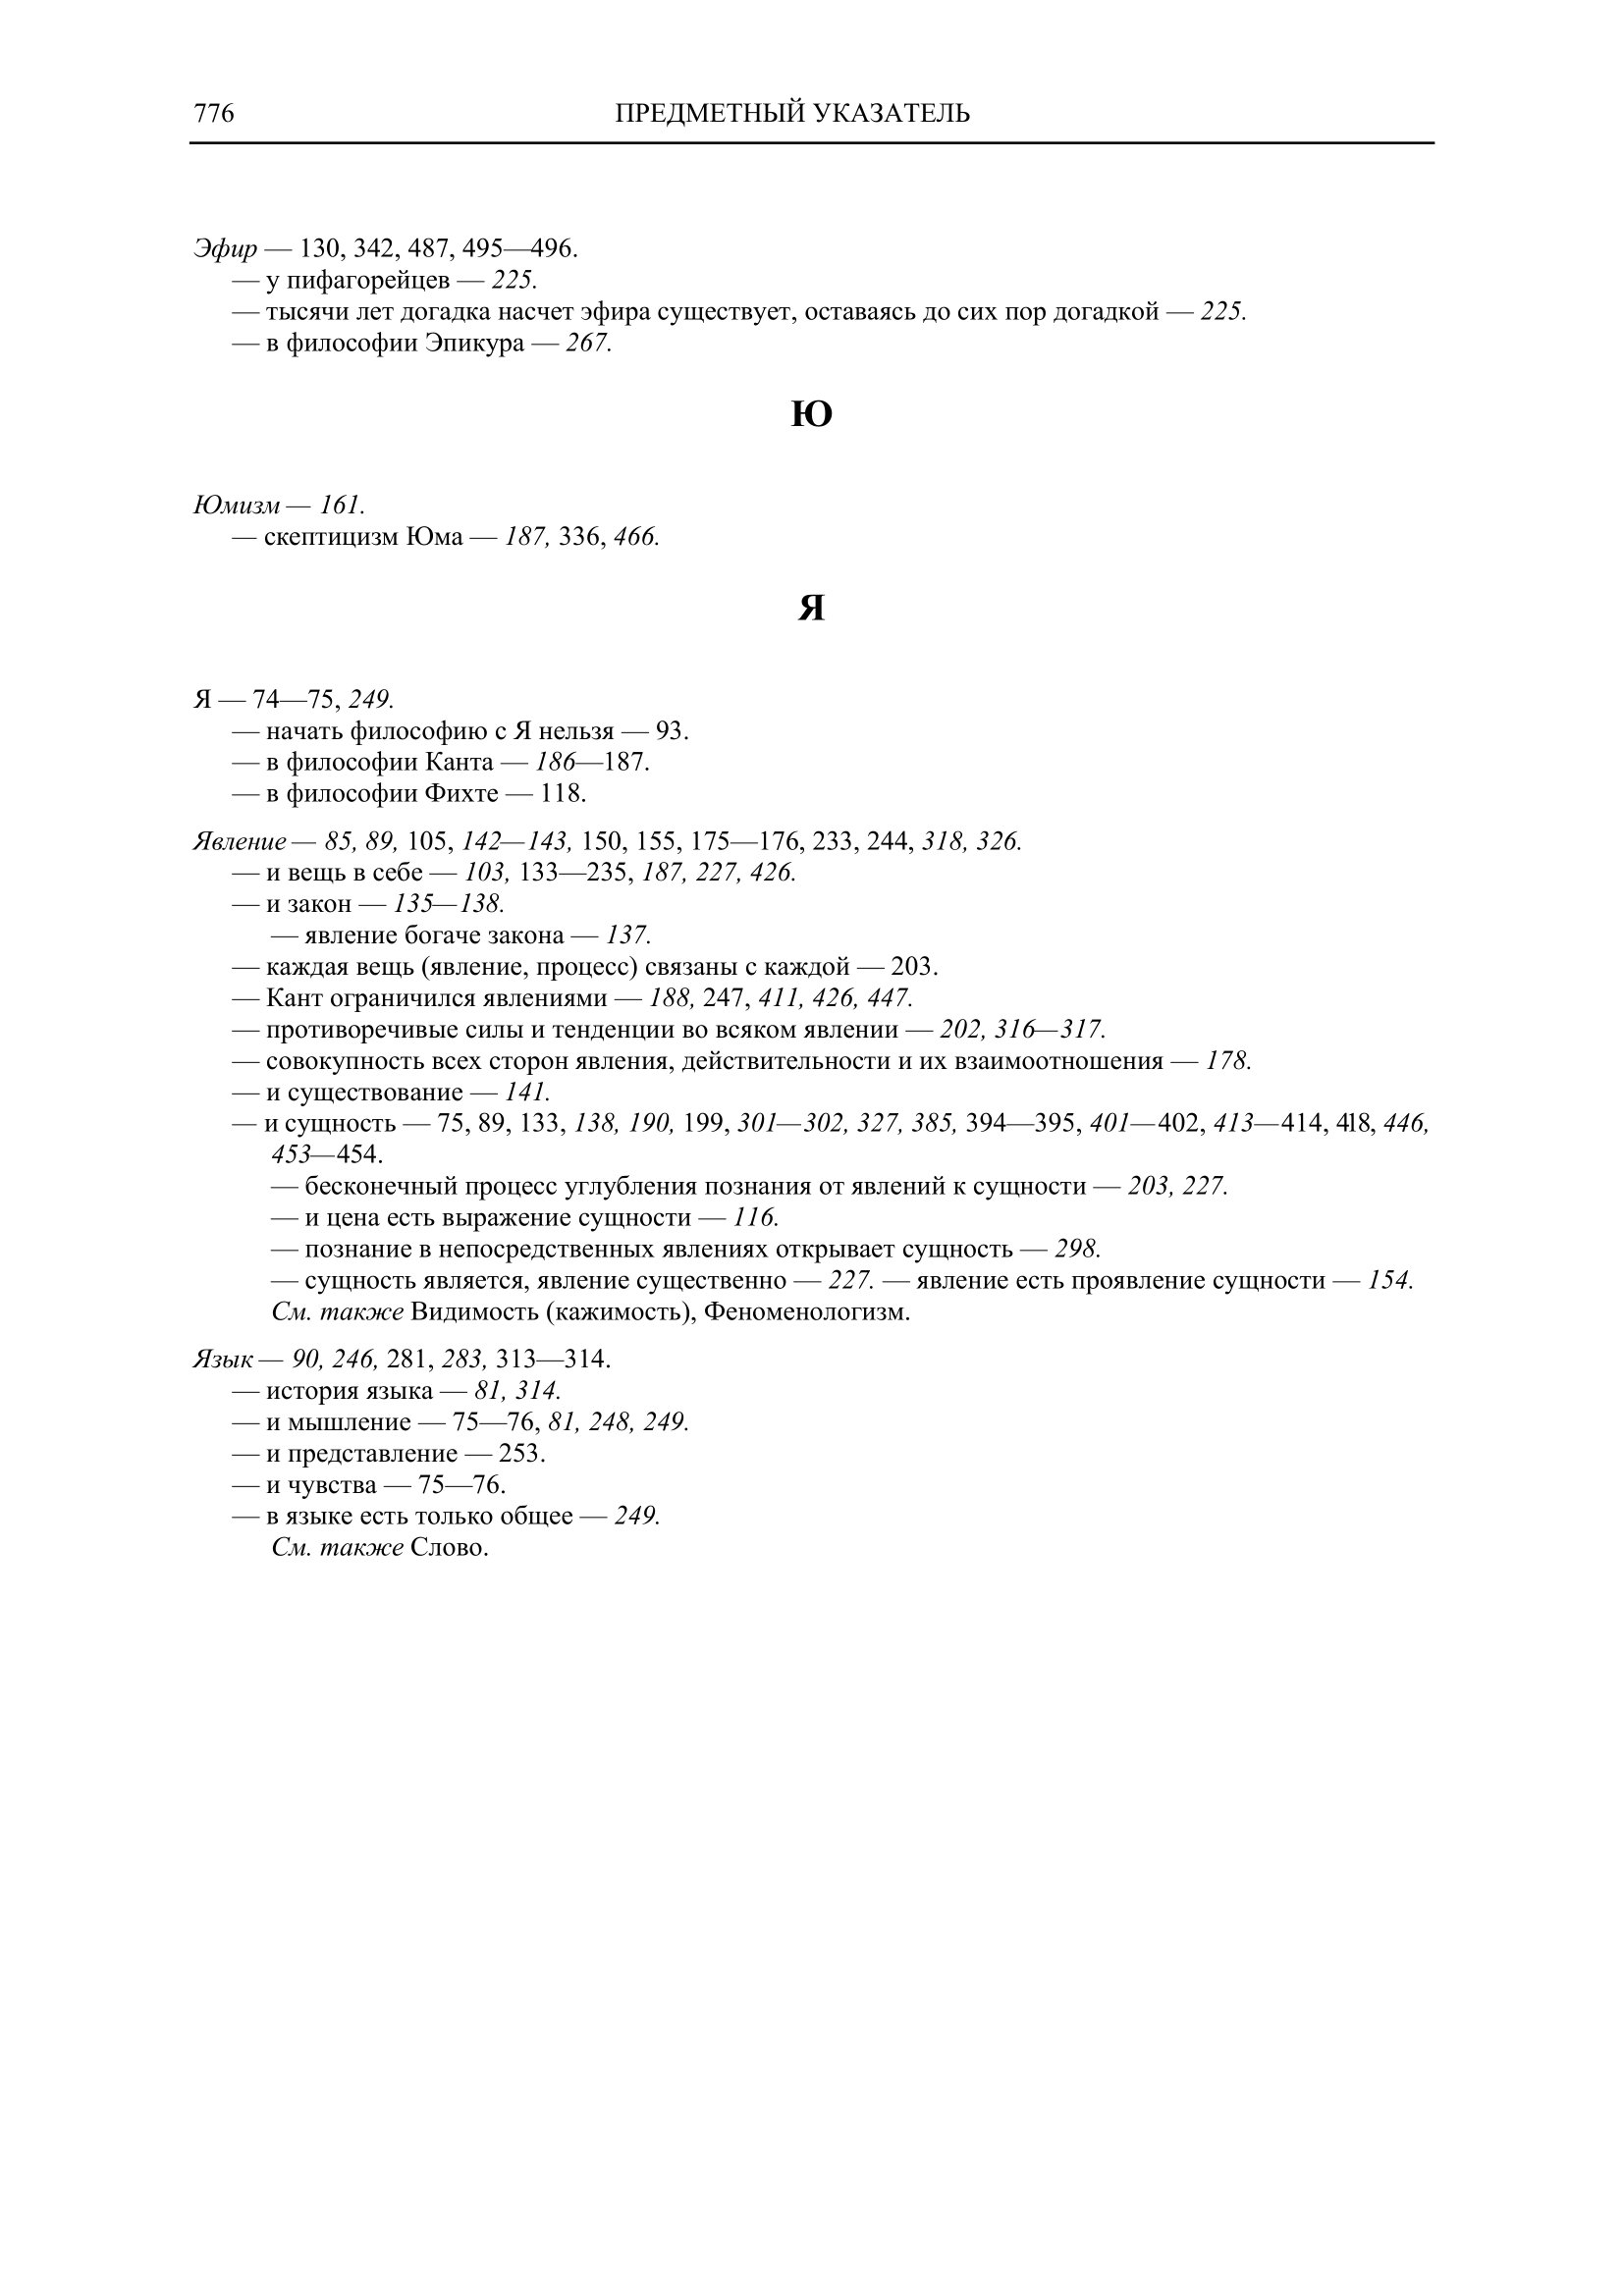 776 ПРЕДМЕТНЫЙ УКАЗАТЕЛЬ
Эфир — 130, 342, 487, 495—496.
— у пифагорейцев — 225.
— тысячи лет догадка насчет эфира существует, оставаясь до сих пор догадкой — 225.
— в философии Эпикура — 267.
Ю
Юмизм — 161.
— скептицизм Юма — 187, 336, 466.
Я
Я — 74—75, 249.
— начать философию с Я нельзя — 93.
— в философии Канта — 186—187.
— в философии Фихте — 118.
Явление — 85, 89, 105, 142—143, 150, 155, 175—176, 233, 244, 318, 326.
— и вещь в себе — 103, 133—235, 187, 227, 426.
— и закон — 135—138.
— явление богаче закона — 137.
— каждая вещь (явление, процесс) связаны с каждой — 203.
— Кант ограничился явлениями — 188, 247, 411, 426, 447.
— противоречивые силы и тенденции во всяком явлении — 202, 316—317.
— совокупность всех сторон явления, действительности и их взаимоотношения — 178.
— и существование — 141.
— и сущность — 75, 89, 133, 138, 190, 199, 301—302, 327, 385, 394—395, 401—402, 413—414, 418, 446,
453—454.
— бесконечный процесс углубления познания от явлений к сущности — 203, 227.
— и цена есть выражение сущности — 116.
— познание в непосредственных явлениях открывает сущность — 298.
— сущность является, явление существенно — 227. — явление есть проявление сущности — 154.
См. также Видимость (кажимость), Феноменологизм.
Язык — 90, 246, 281, 283, 313—314.
— история языка — 81, 314.
— и мышление — 75—76, 81, 248, 249.
— и представление — 253.
— и чувства — 75—76.
— в языке есть только общее — 249.
См. также Слово.